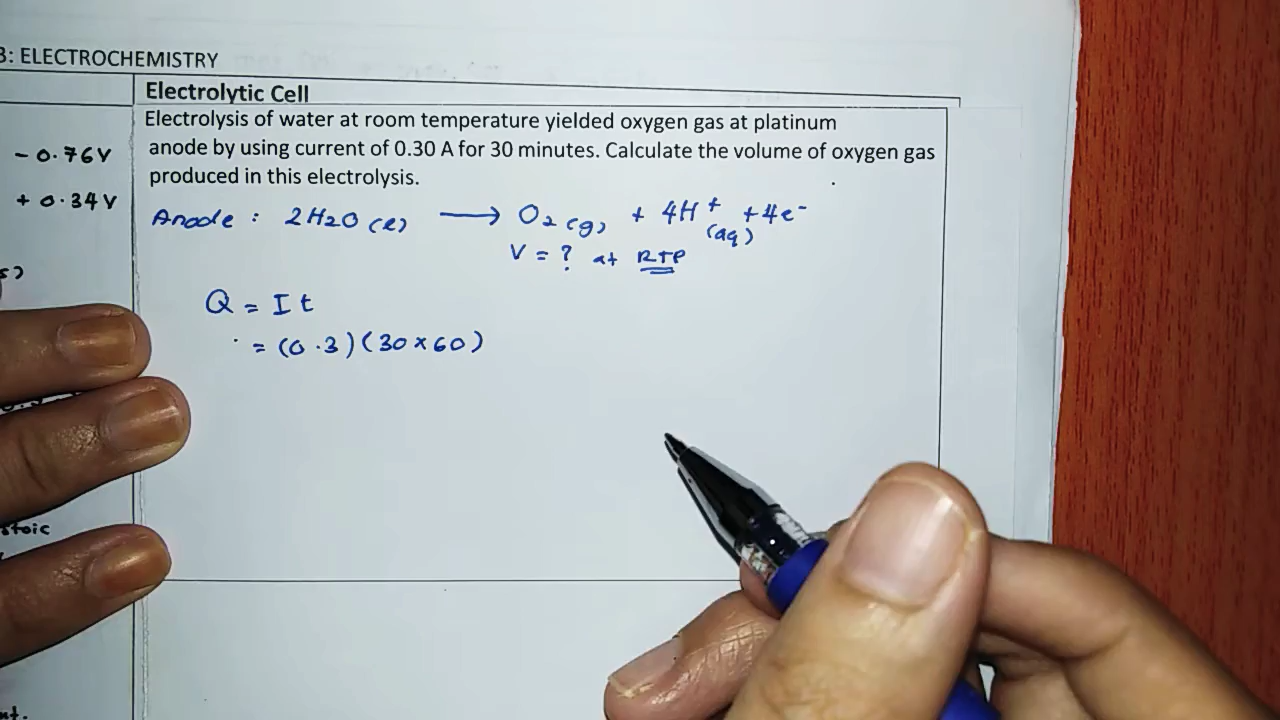 3: ELECTROCHEMISTRY
Electrolytic Cell
Electrolysis of water at room temperature yielded oxygen gas at platinum
anode by using current of 0.30 A for 30 minutes. Calculate the volume of oxygen gas
produced in this electrolysis.
- 0.76V
+ 0.34V
Anode : 2H2O (l) ⟶ O2 (g) + 4H+ (aq) + 4e-
V = ? at RTP
Q = It
= (0.3)(30×60)
s)
stoic
nt.